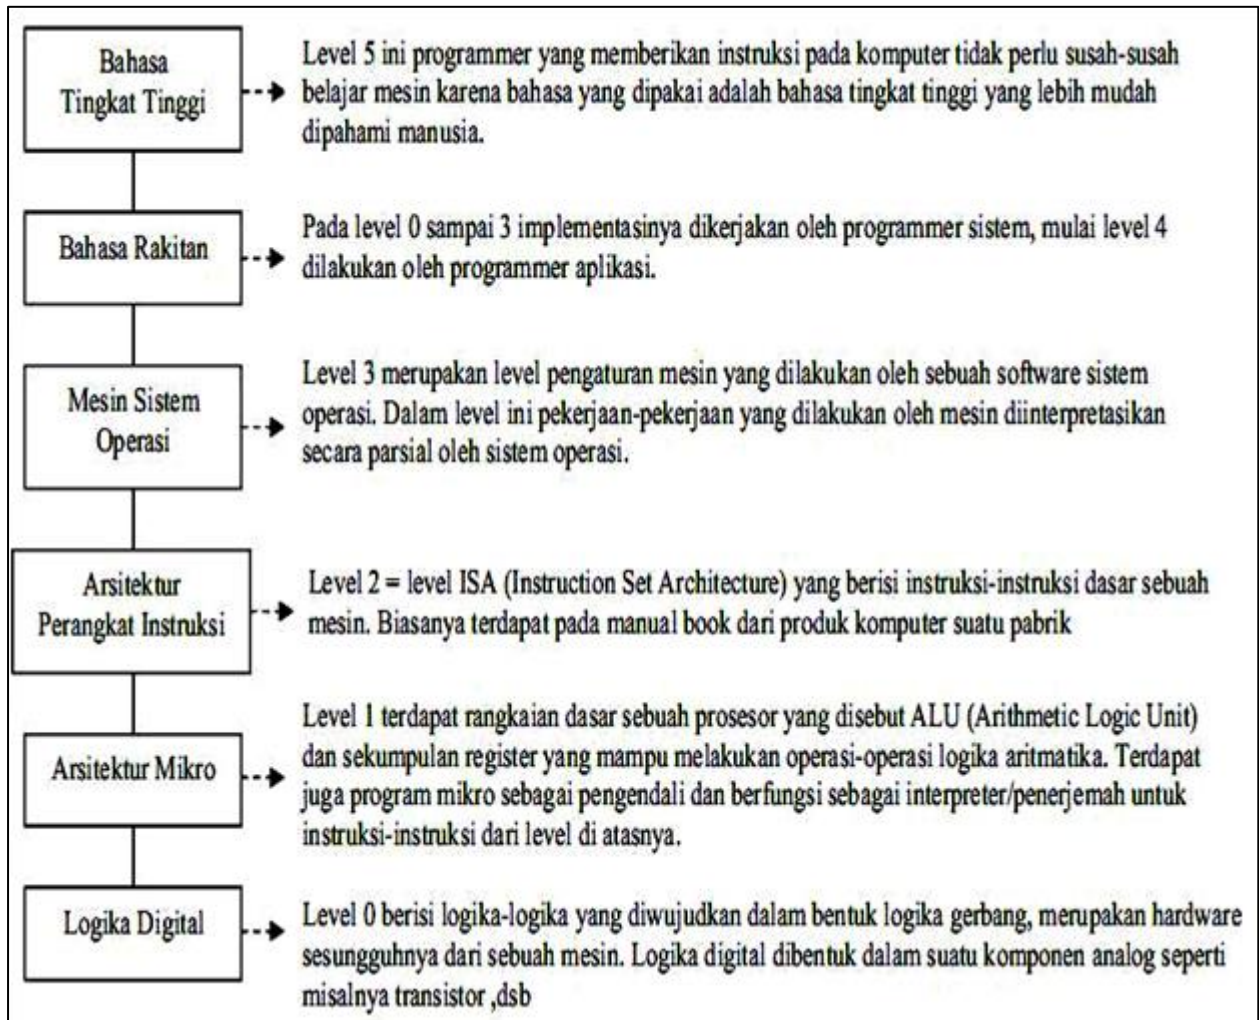 Bahasa
Tingkat Tinggi
Level 5 ini programmer yang memberikan instruksi pada komputer tidak perlu susah-susah
belajar mesin karena bahasa yang dipakai adalah bahasa tingkat tinggi yang lebih mudah
dipahami manusia.
Bahasa Rakitan
Pada level 0 sampai 3 implementasinya dikerjakan oleh programmer sistem, mulai level 4
dilakukan oleh programmer aplikasi.
Mesin Sistem
Operasi
Level 3 merupakan level pengaturan mesin yang dilakukan oleh sebuah software sistem
operasi. Dalam level ini pekerjaan-pekerjaan yang dilakukan oleh mesin diinterpretasikan
secara parsial oleh sistem operasi.
Arsitektur
Perangkat Instruksi
Level 2 = level ISA (Instruction Set Architecture) yang berisi instruksi-instruksi dasar sebuah
mesin. Biasanya terdapat pada manual book dari produk komputer suatu pabrik
Arsitektur Mikro
Level 1 terdapat rangkaian dasar sebuah prosesor yang disebut ALU (Arithmetic Logic Unit)
dan sekumpulan register yang mampu melakukan operasi-operasi logika aritmatika. Terdapat
juga program mikro sebagai pengendali dan berfungsi sebagai interpreter/penerjemah untuk
instruksi-instruksi dari level di atasnya.
Logika Digital
Level 0 berisi logika-logika yang diwujudkan dalam bentuk logika gerbang, merupakan hardware
sesungguhnya dari sebuah mesin. Logika digital dibentuk dalam suatu komponen analog seperti
misalnya transistor ,dsb